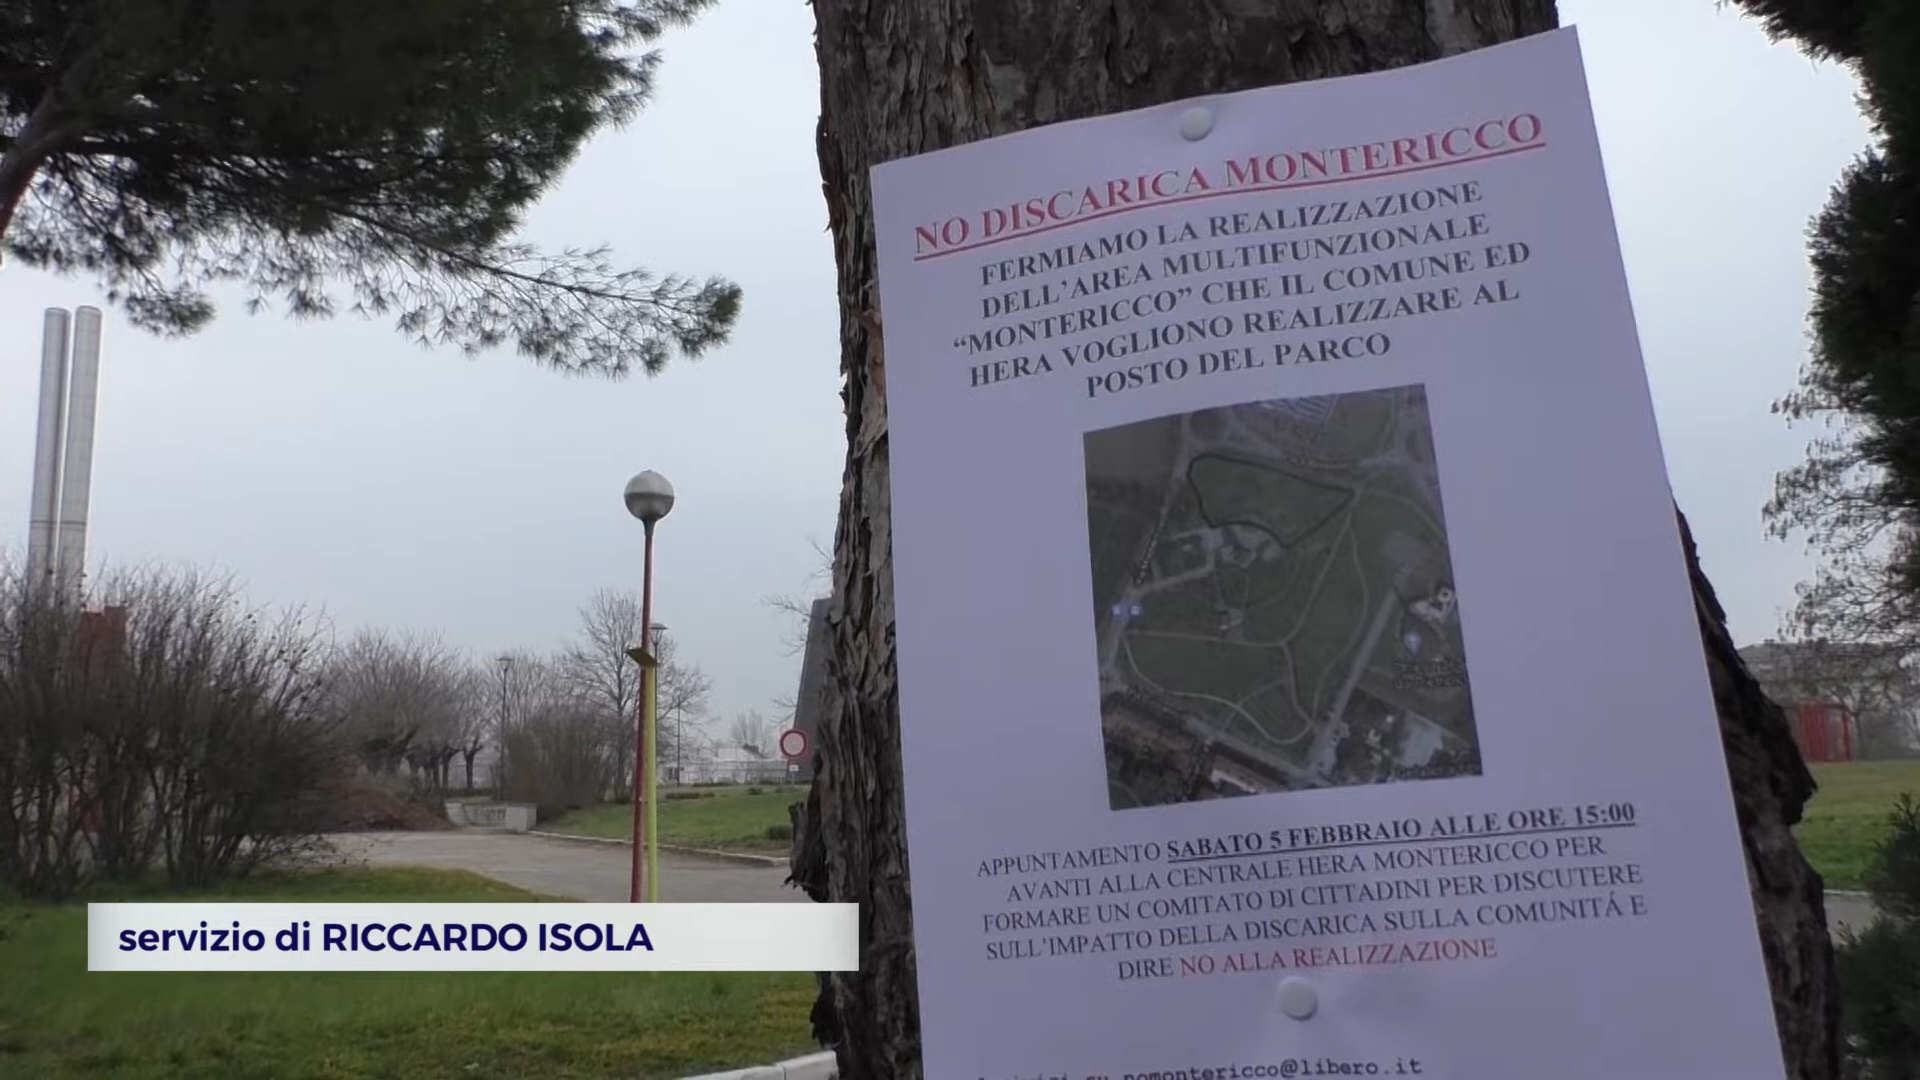 NO DISCARICA MONTERICCO
FERMIAMO LA REALIZZAZIONE
DELL'AREA MULTIFUNZIONALE
“MONTERICCO” CHE IL COMUNE ED
HERA VOGLIONO REALIZZARE AL
POSTO DEL PARCO
APPUNTAMENTO SABATO 5 FEBBRAIO ALLE ORE 15:00
AVANTI ALLA CENTRALE HERA MONTERICCO PER
FORMARE UN COMITATO DI CITTADINI PER DISCUTERE
SULL'IMPATTO DELLA DISCARICA SULLA COMUNITÁ E
DIRE NO ALLA REALIZZAZIONE
su nomontericco@libero.it
servizio di RICCARDO ISOLA